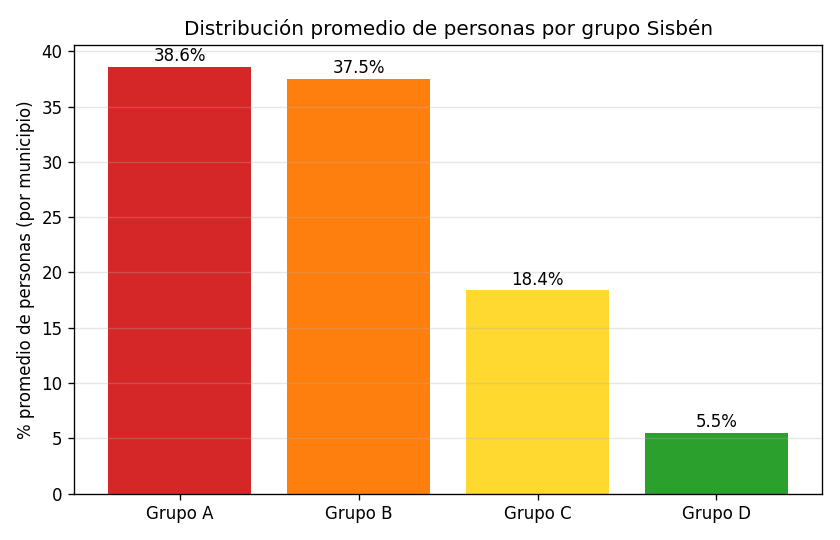 Distribución promedio de personas por grupo Sisbén
% promedio de personas (por municipio)
40
35
30
25
20
15
10
5
0
38.6%
37.5%
18.4%
5.5%
Grupo A
Grupo B
Grupo C
Grupo D